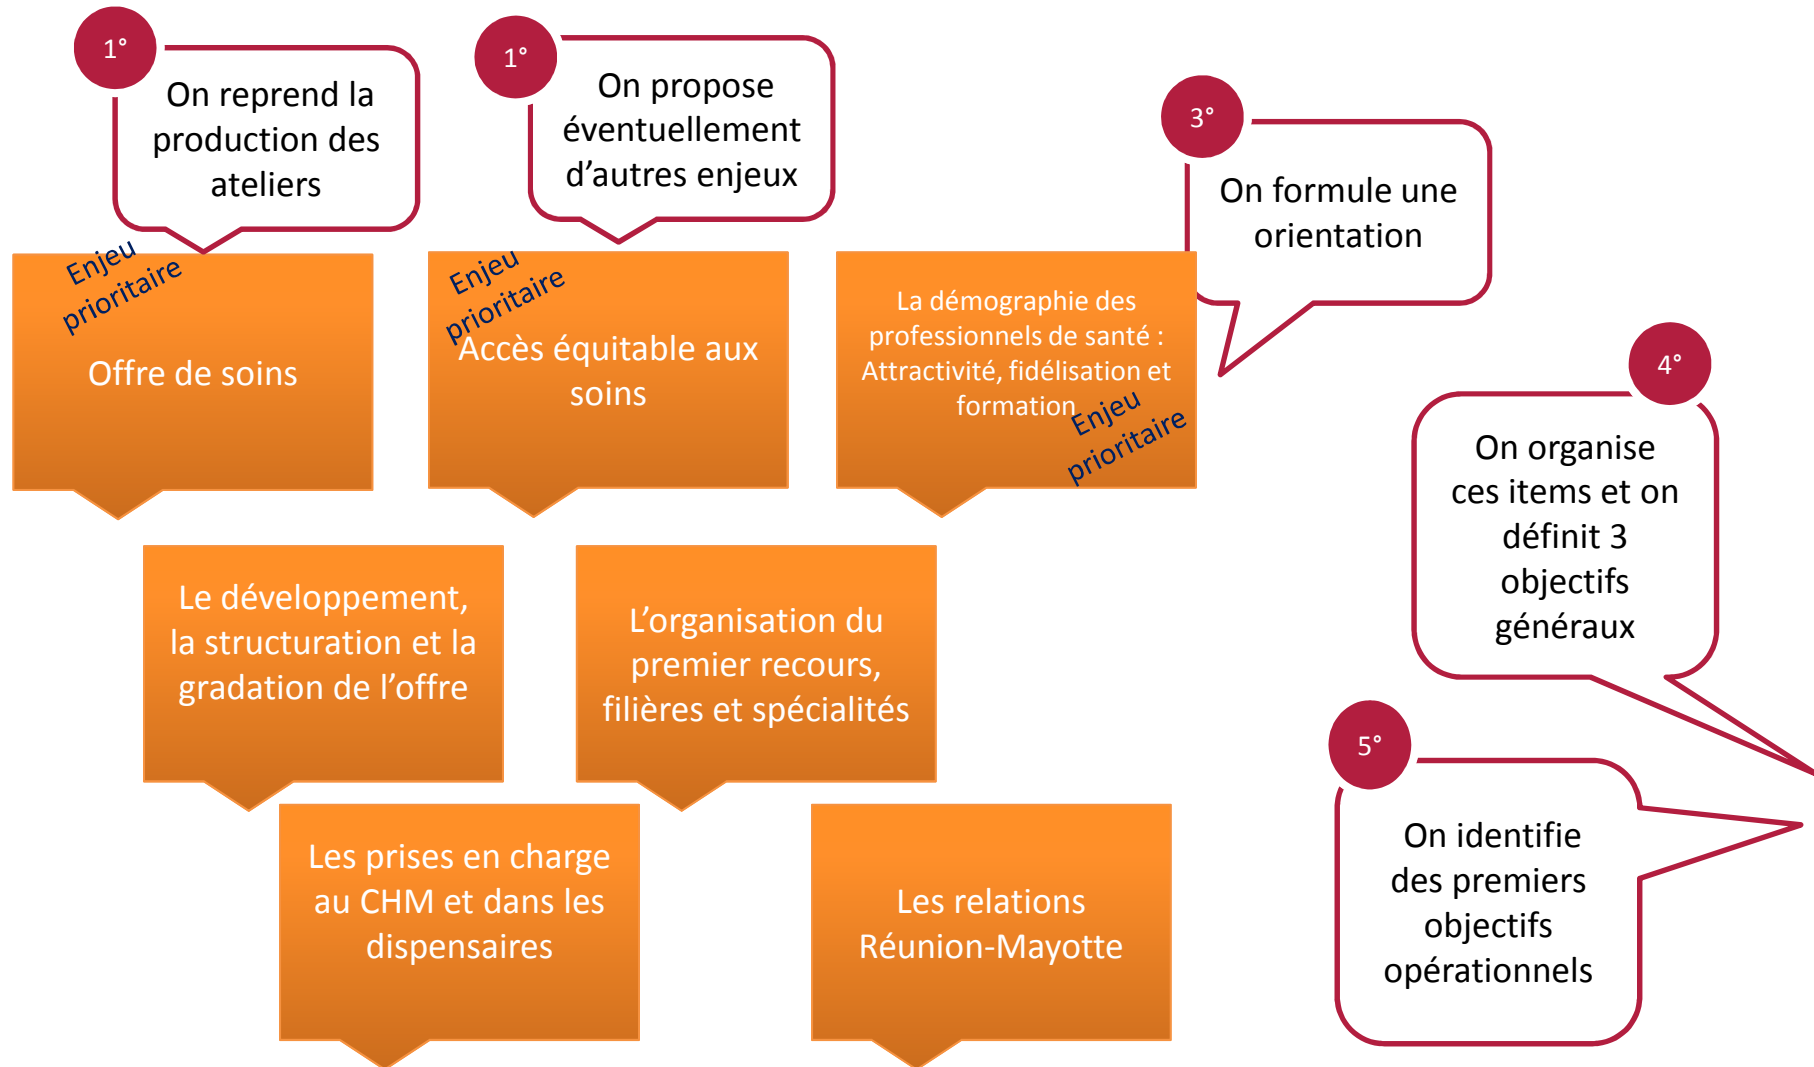 1°
On reprend la
production des
ateliers
1°
On propose
éventuellement
d’autres enjeux
3°
On formule une
orientation
Enjeu
prioritaire
Offre de soins
Enjeu
prioritaire
Accès équitable aux
soins
La démographie des
professionnels de santé :
Attractivité, fidélisation et
formation
Enjeu
prioritaire
4°
On organise
ces items et on
définit 3
objectifs
généraux
Le développement,
la structuration et la
gradation de l’offre
L’organisation du
premier recours,
filières et spécialités
5°
On identifie
des premiers
objectifs
opérationnels
Les prises en charge
au CHM et dans les
dispensaires
Les relations
Réunion-Mayotte